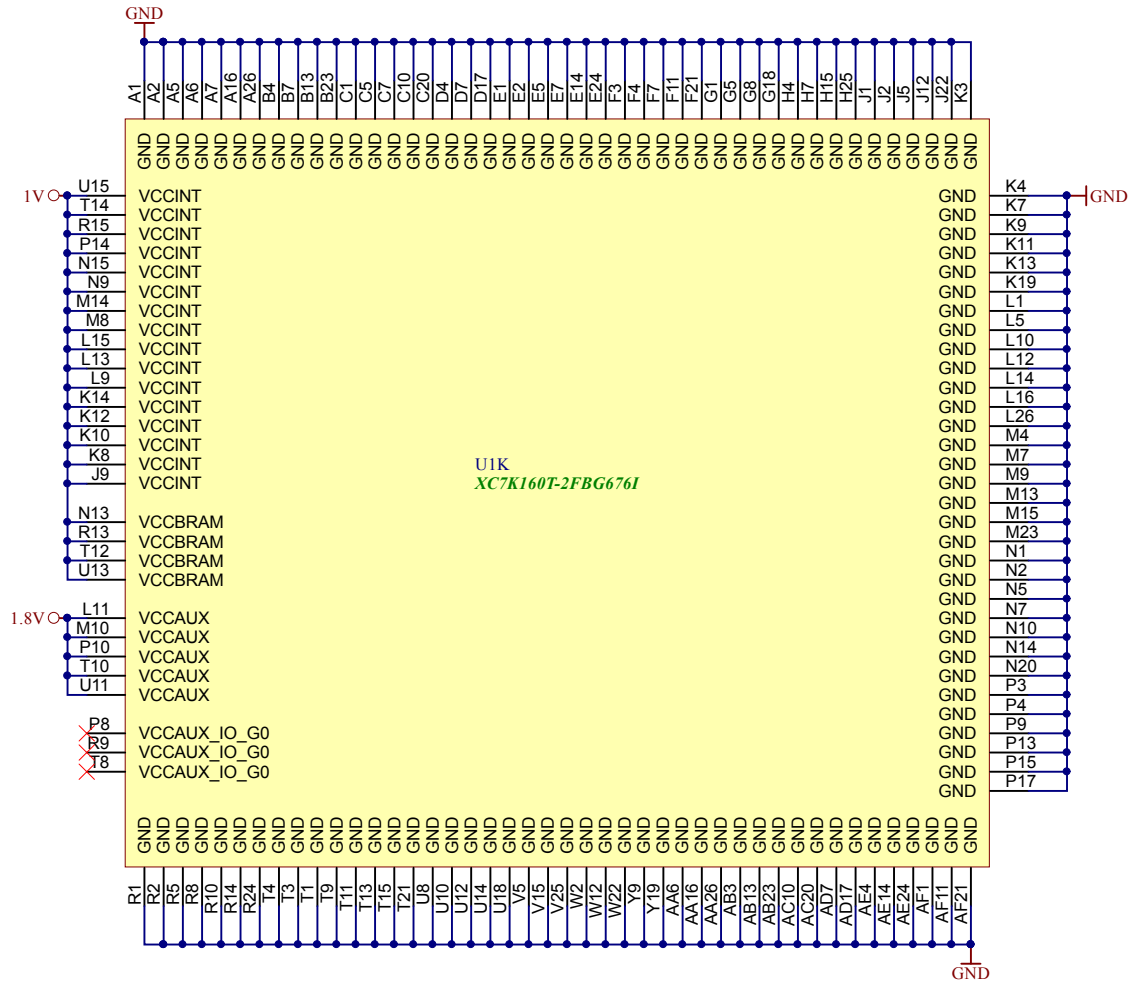 GND
A1 A2 A5 A6 A7 A16 A26 B4 B7 B13 B23 C1 C5 C7 C10 C20 D4 D7 D17 E1 E2 E5 E7 E14 E24 F3 F4 F7 F11 F21 G1 G5 G8 G18 H4 H7 H15 H25 J1 J2 J5 J12 J22 K3
GND GND GND GND GND GND GND GND GND GND GND GND GND GND GND GND GND GND GND GND GND GND GND GND GND GND GND GND GND GND GND GND GND GND GND GND GND GND GND GND GND GND GND GND
1V U15 VCCINT GND K4 GND
T14 VCCINT GND K7
R15 VCCINT GND K9
P14 VCCINT GND K11
N15 VCCINT GND K13
N9 VCCINT GND K19
M14 VCCINT GND L1
M8 VCCINT GND L5
L15 VCCINT GND L10
L13 VCCINT GND L12
L9 VCCINT GND L14
K14 VCCINT GND L16
K12 VCCINT GND L26
K10 VCCINT GND M4
K8 VCCINT GND M7
J9 VCCINT GND M9
GND M13
N13 VCCBRAM GND M15
R13 VCCBRAM GND M23
T12 VCCBRAM GND N1
U13 VCCBRAM GND N2
GND N5
1.8V L11 VCCAUX GND N7
M10 VCCAUX GND N10
P10 VCCAUX GND N14
T10 VCCAUX GND N20
U11 VCCAUX GND P3
GND P4
P8 VCCAUX_IO_G0 GND P9
R9 VCCAUX_IO_G0 GND P13
T8 VCCAUX_IO_G0 GND P15
GND P17
U1K
XC7K160T-2FBG676I
GND GND GND GND GND GND GND GND GND GND GND GND GND GND GND GND GND GND GND GND GND GND GND GND GND GND GND GND GND GND GND GND GND GND GND GND GND GND GND GND GND GND GND GND
R1 R2 R5 R8 R10 R14 R24 T4 T3 T1 T9 T11 T13 T15 T21 U8 U10 U12 U14 U18 V5 V15 V25 W2 W12 W22 Y9 Y19 AA6 AA16 AA26 AB3 AB13 AB23 AC10 AC20 AD7 AD17 AE4 AE14 AE24 AF1 AF11 AF21
GND